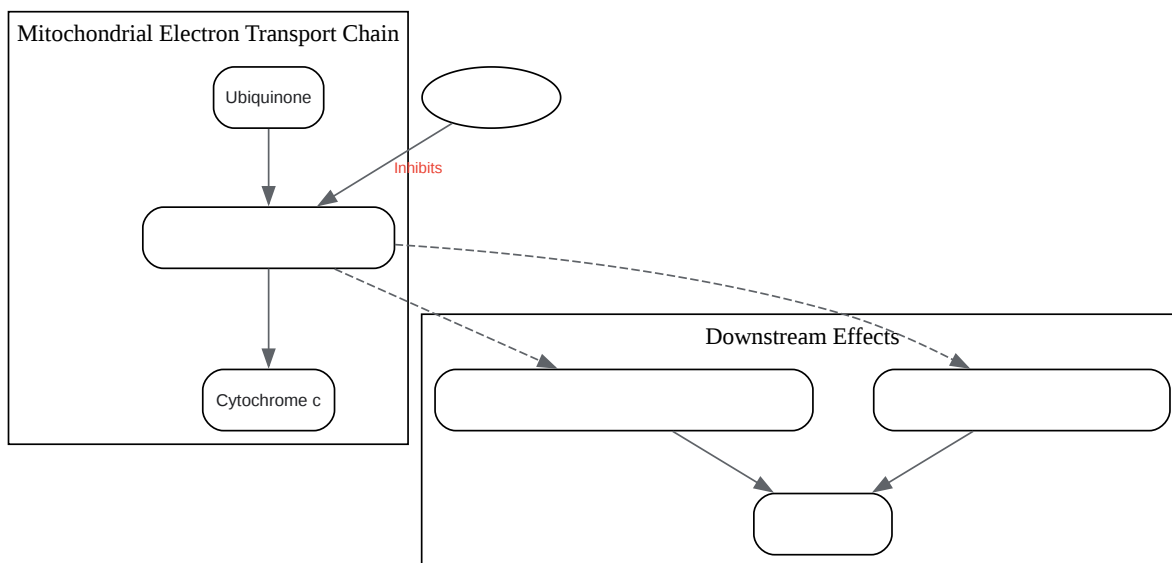 Mitochondrial Electron Transport Chain
Ubiquinone
Inhibits
Downstream Effects
Cytochrome c